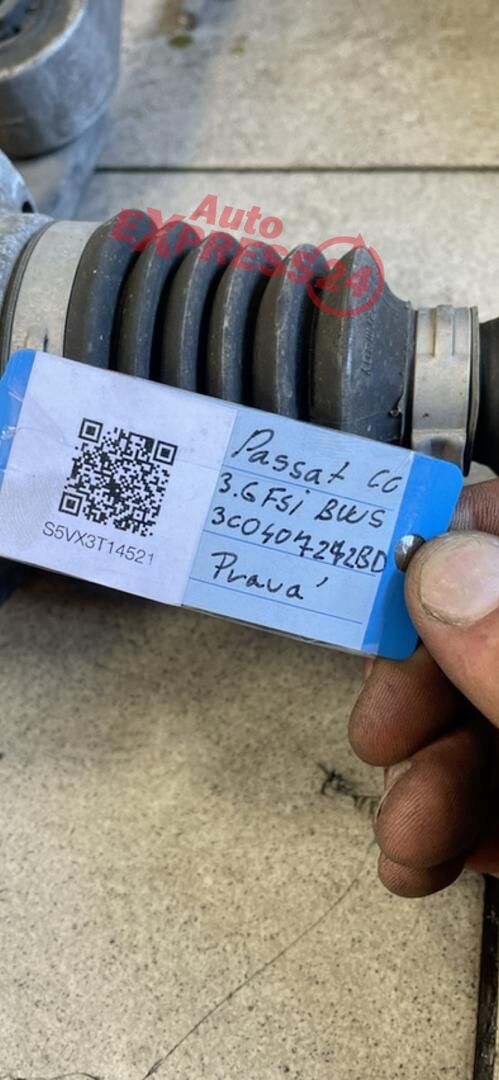 Auto
EXPRESS24
Passat CC
3.6 FSi BWS
3C0407272BD
Pravá
S5VX3T14521